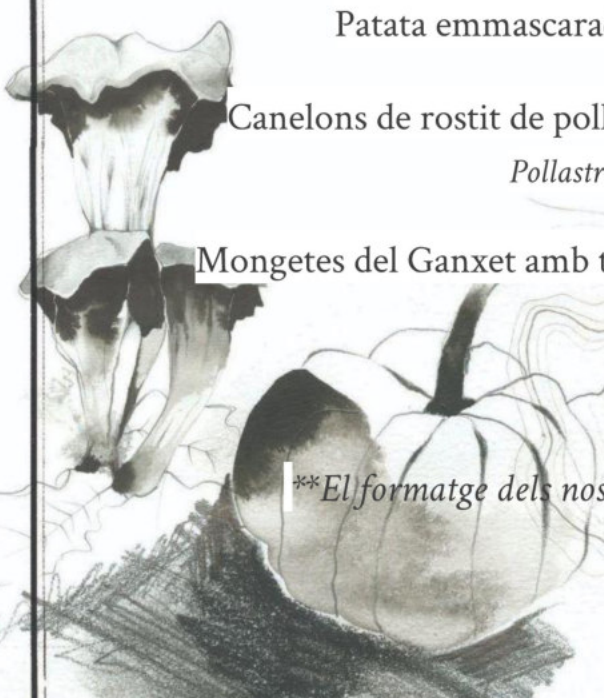 Patata emmascara
Canelons de rostit de poll
Pollastr
Mongetes del Ganxet amb t
**El formatge dels nos